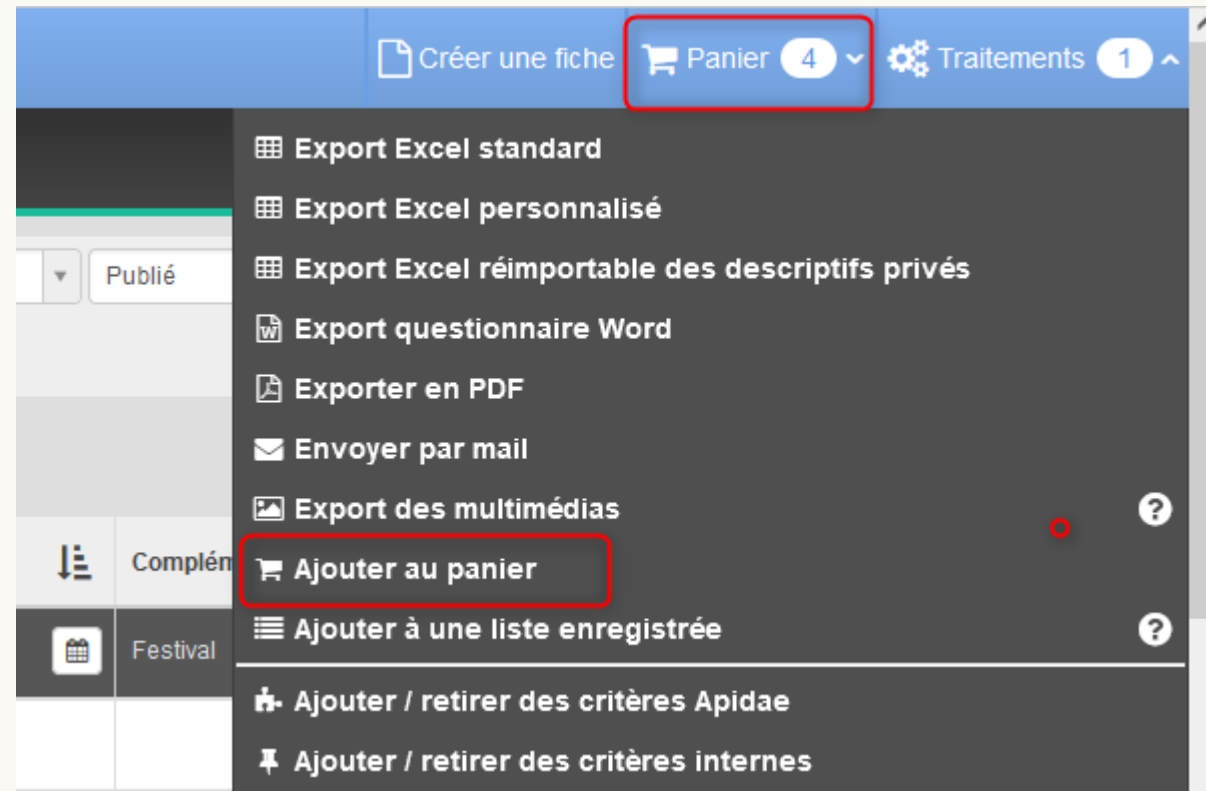 Créer une fiche Panier 4 Traitements 1
Export Excel standard
Export Excel personnalisé
Publié
Export Excel réimportable des descriptifs privés
Export questionnaire Word
Exporter en PDF
Envoyer par mail
Export des multimédias ?
Complém
Ajouter au panier
Ajouter à une liste enregistrée ?
Festival
Ajouter / retirer des critères Apidae
Ajouter / retirer des critères internes